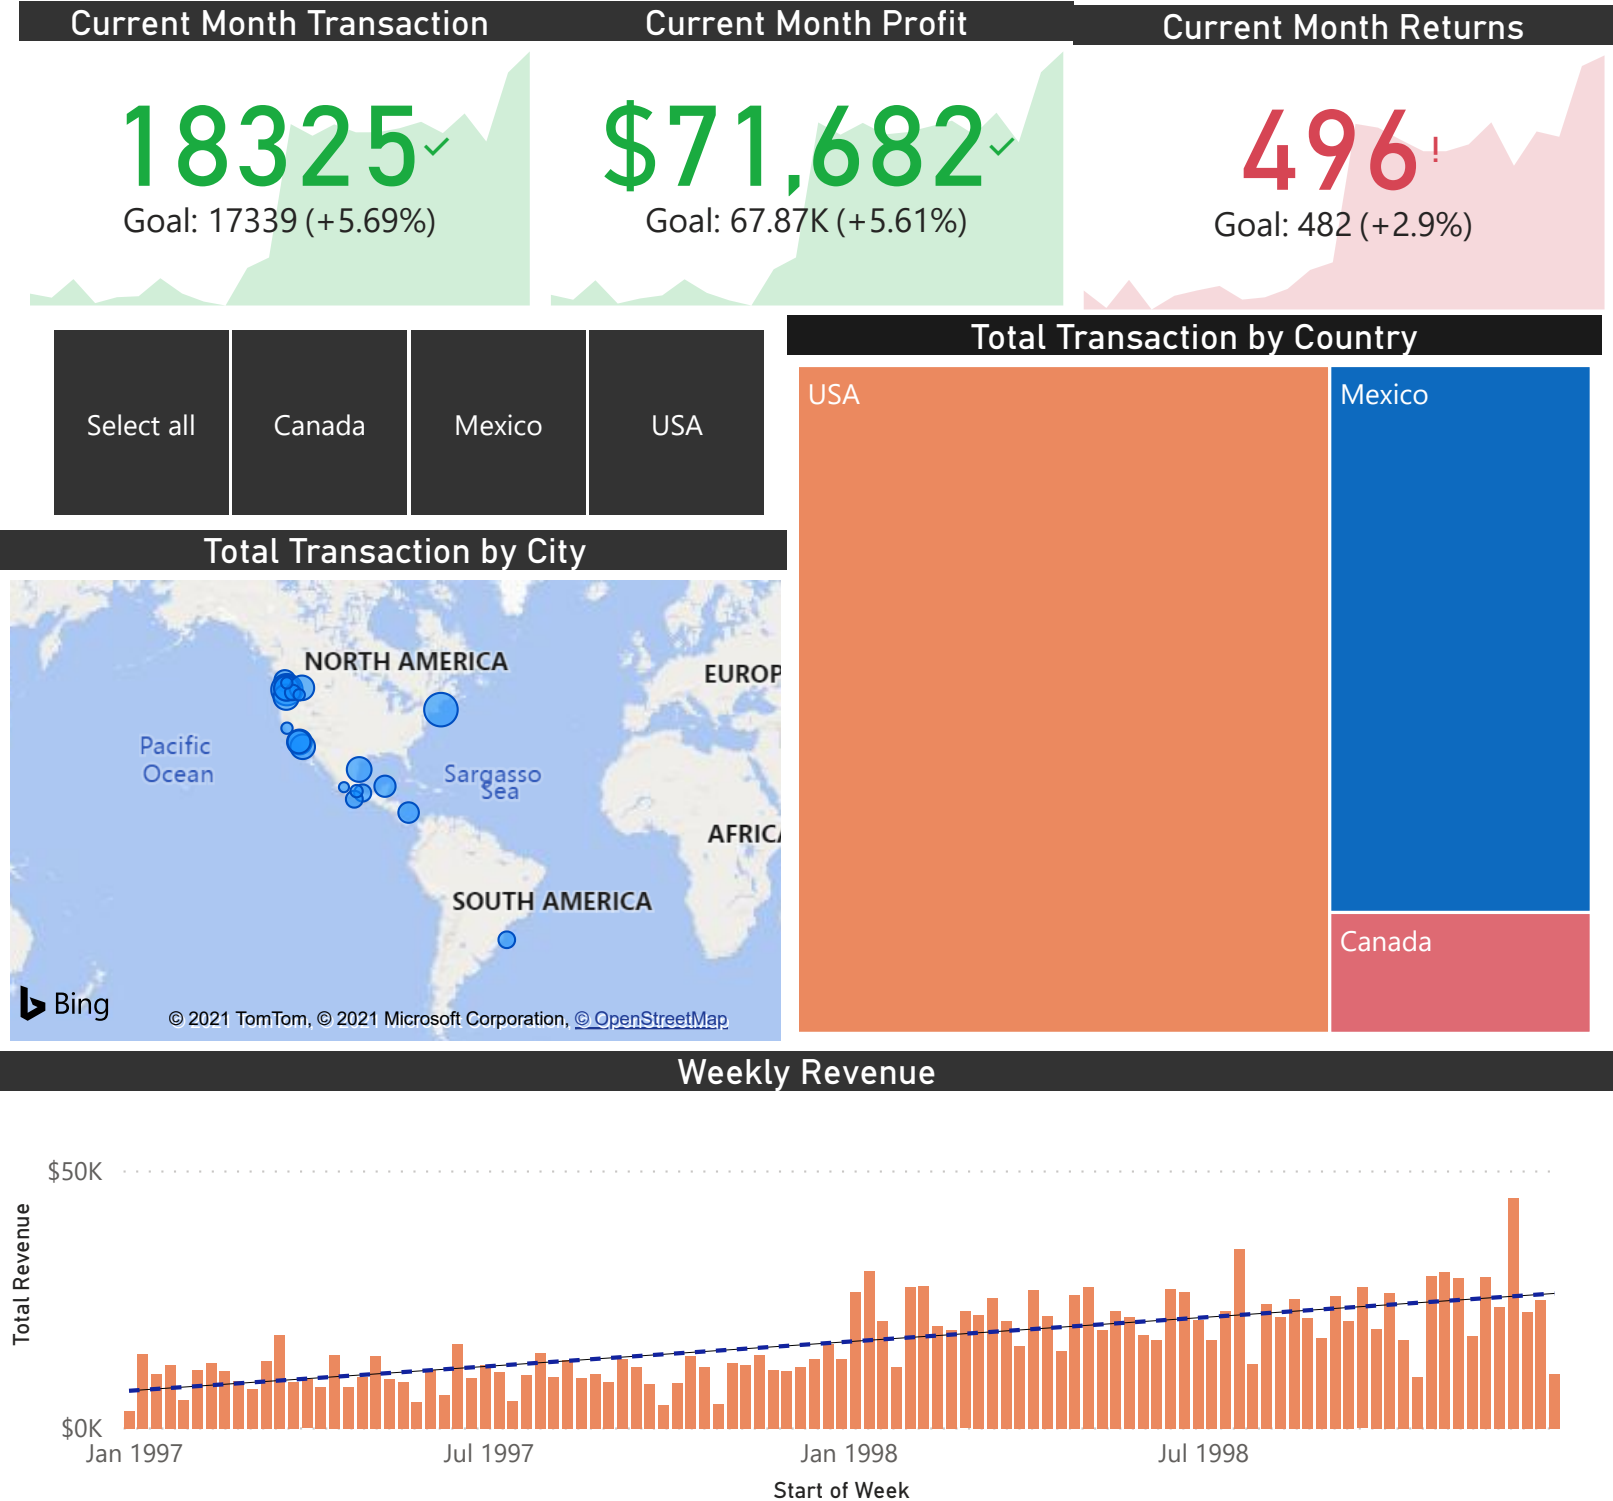 Current Month Transaction
Current Month Profit
Current Month Returns
18325
Goal: 17339 (+5.69%)
$71,682
Goal: 67.87K (+5.61%)
496 !
Goal: 482 (+2.9%)
Select all
Canada
Mexico
USA
Total Transaction by Country
USA
Mexico
Canada
Total Transaction by City
NORTH AMERICA
EUROP
Pacific
Ocean
Sargasso
Sea
AFRICA
SOUTH AMERICA
Bing
© 2021 TomTom, © 2021 Microsoft Corporation, © OpenStreetMap
Weekly Revenue
$50K
$0K
Total Revenue
Jan 1997
Jul 1997
Jan 1998
Jul 1998
Start of Week